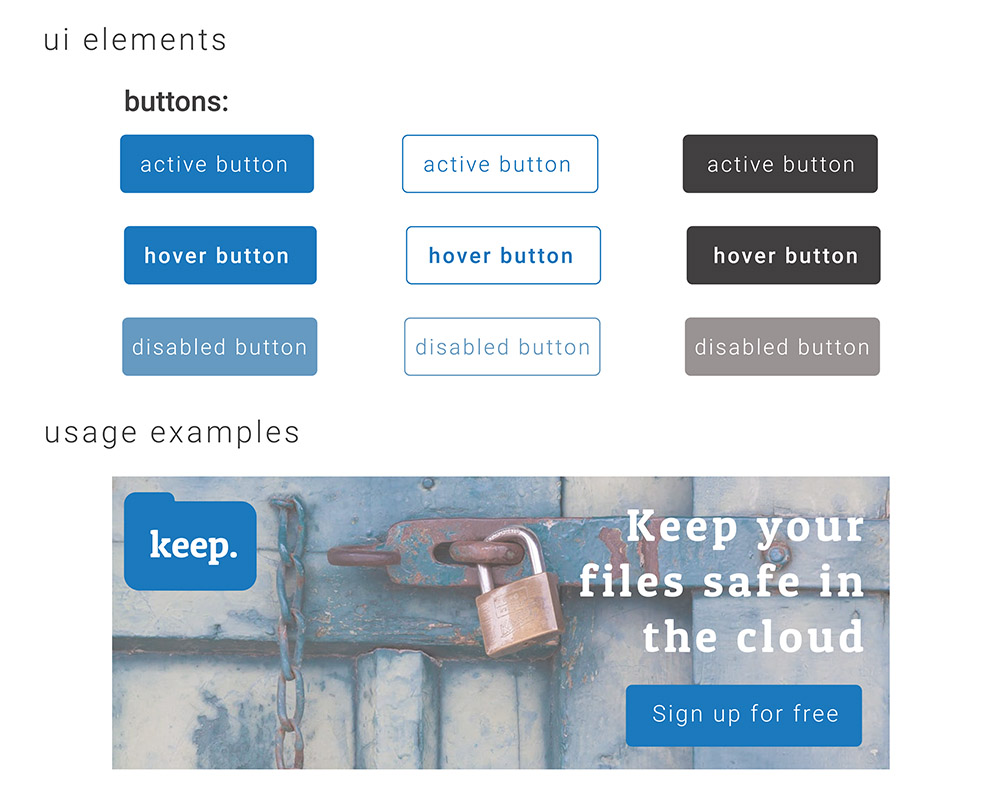 ui elements
buttons:
active button
active button
active button
hover button
hover button
hover button
disabled button
disabled button
disabled button
usage examples
keep.
Keep your
files safe in
the cloud
Sign up for free